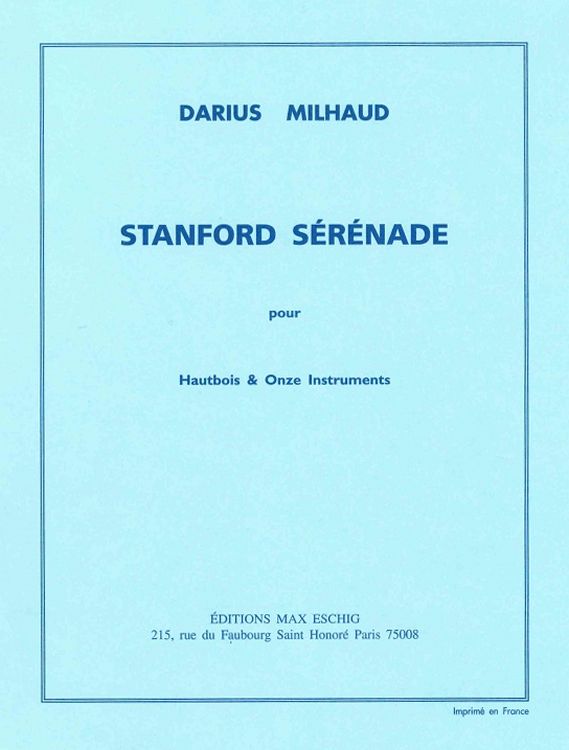 DARIUS MILHAUD
STANFORD SÉRÉNADE
pour
Hautbois & Onze Instruments
ÉDITIONS MAX ESCHIG
215, rue du Faubourg Saint Honoré Paris 75008
Imprimé en France